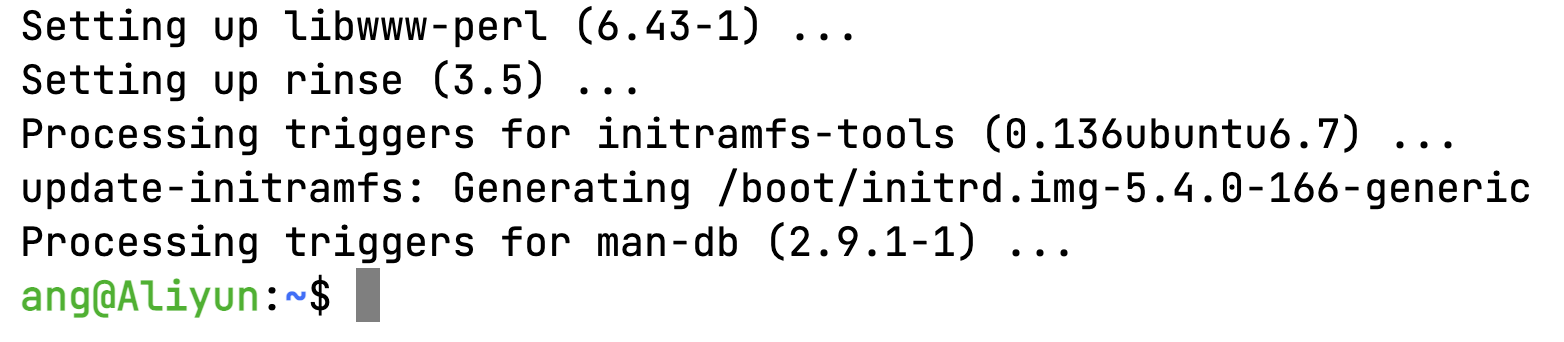 Setting up libwww-perl (6.43-1) ...
Setting up rinse (3.5) ...
Processing triggers for initramfs-tools (0.136ubuntu6.7) ...
update-initramfs: Generating /boot/initrd.img-5.4.0-166-generic
Processing triggers for man-db (2.9.1-1) ...
ang@Aliyun:~$